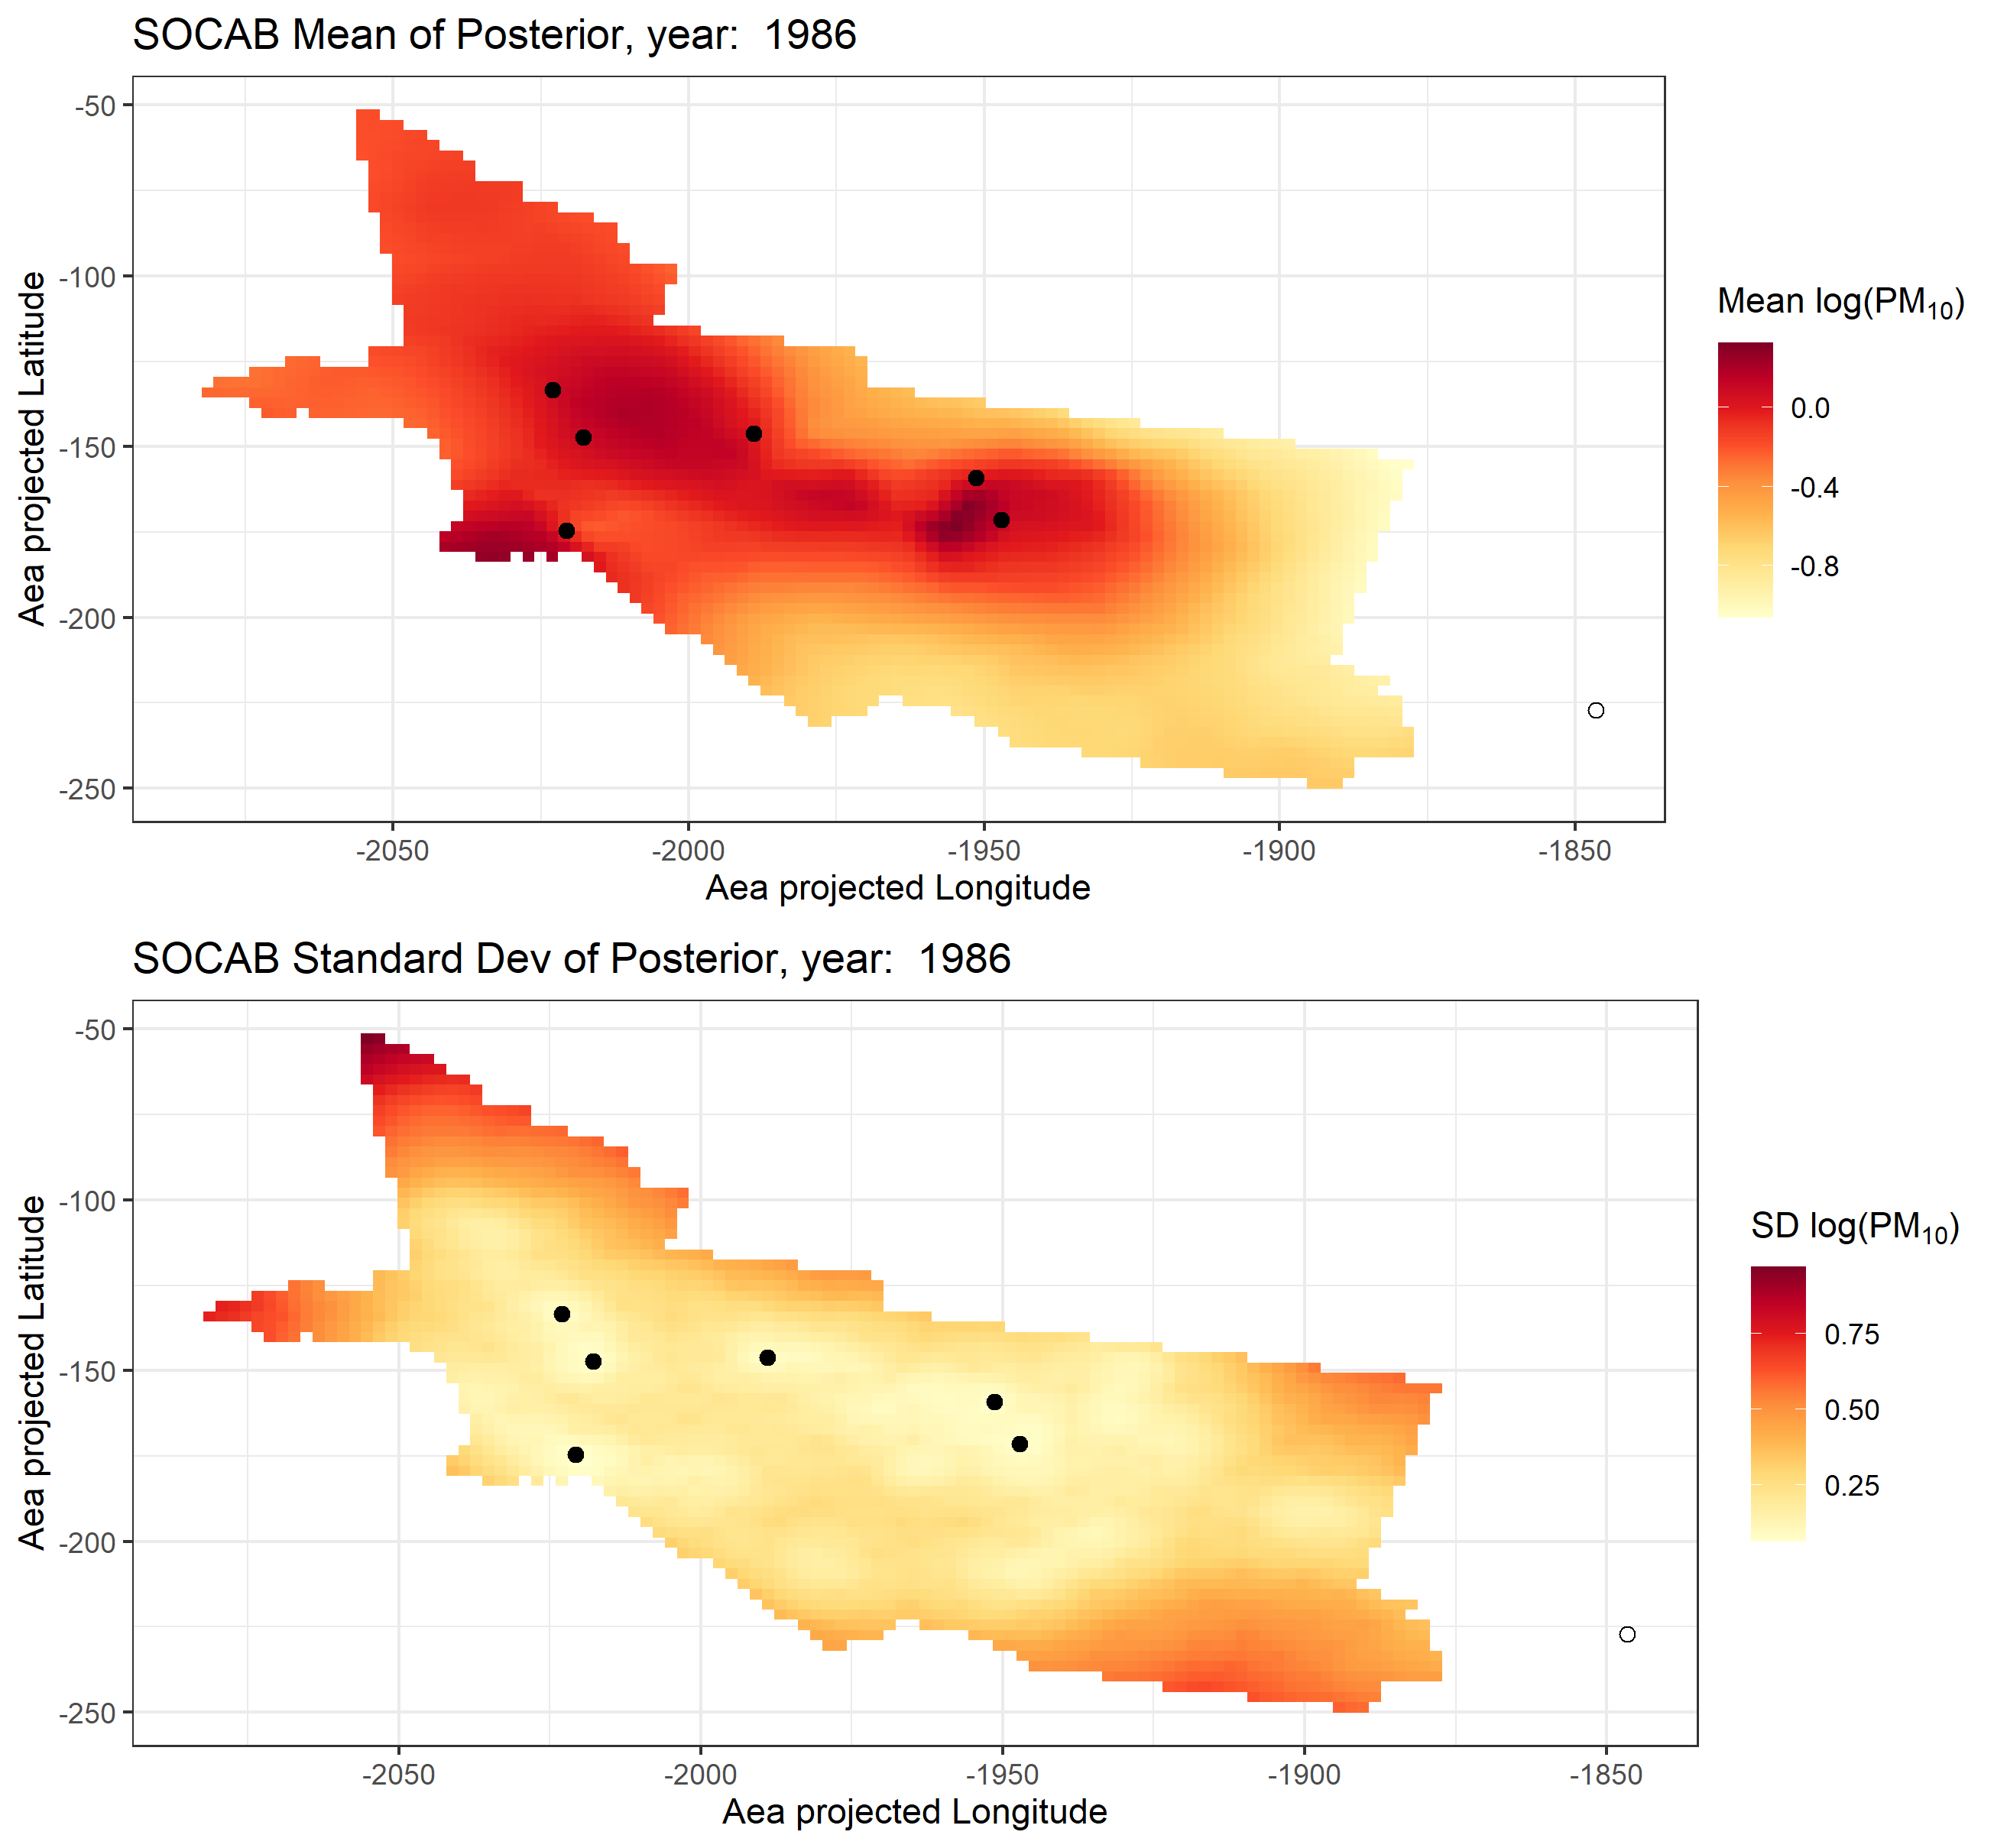 SOCAB Mean of Posterior, year:  1986
Aea projected Latitude
-50
-100
-150
-200
-250
-2050 -2000 -1950 -1900 -1850
Aea projected Longitude
Mean log(PM₁₀)
0.0
-0.4
-0.8
SOCAB Standard Dev of Posterior, year:  1986
Aea projected Latitude
-50
-100
-150
-200
-250
-2050 -2000 -1950 -1900 -1850
Aea projected Longitude
SD log(PM₁₀)
0.75
0.50
0.25